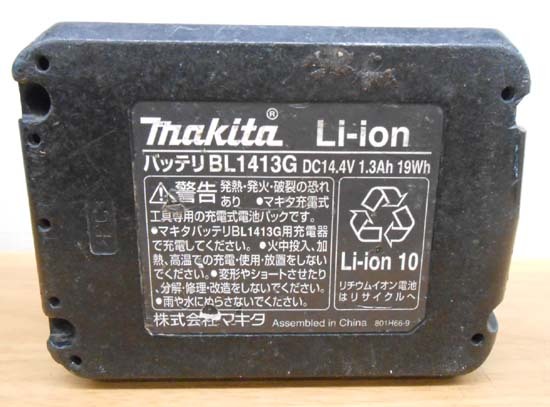 makita® Li-ion
バッテリ BL1413G DC14.4V 1.3Ah 19Wh
警告 発熱・発火・破裂の恐れ
あり ●マキタ充電式
工具専用の充電式電池パックです。
●マキタバッテリBL1413G用充電器
で充電してください。●火中投入、加
熱、高温での充電・使用・放置をしない
でください。●変形やショートさせたり、
分解・修理・改造をしないでください。
●雨や水にぬらさないでください。
Li-ion 10
リチウムイオン電池
はリサイクルへ
株式会社マキタ Assembled in China 801H66-9